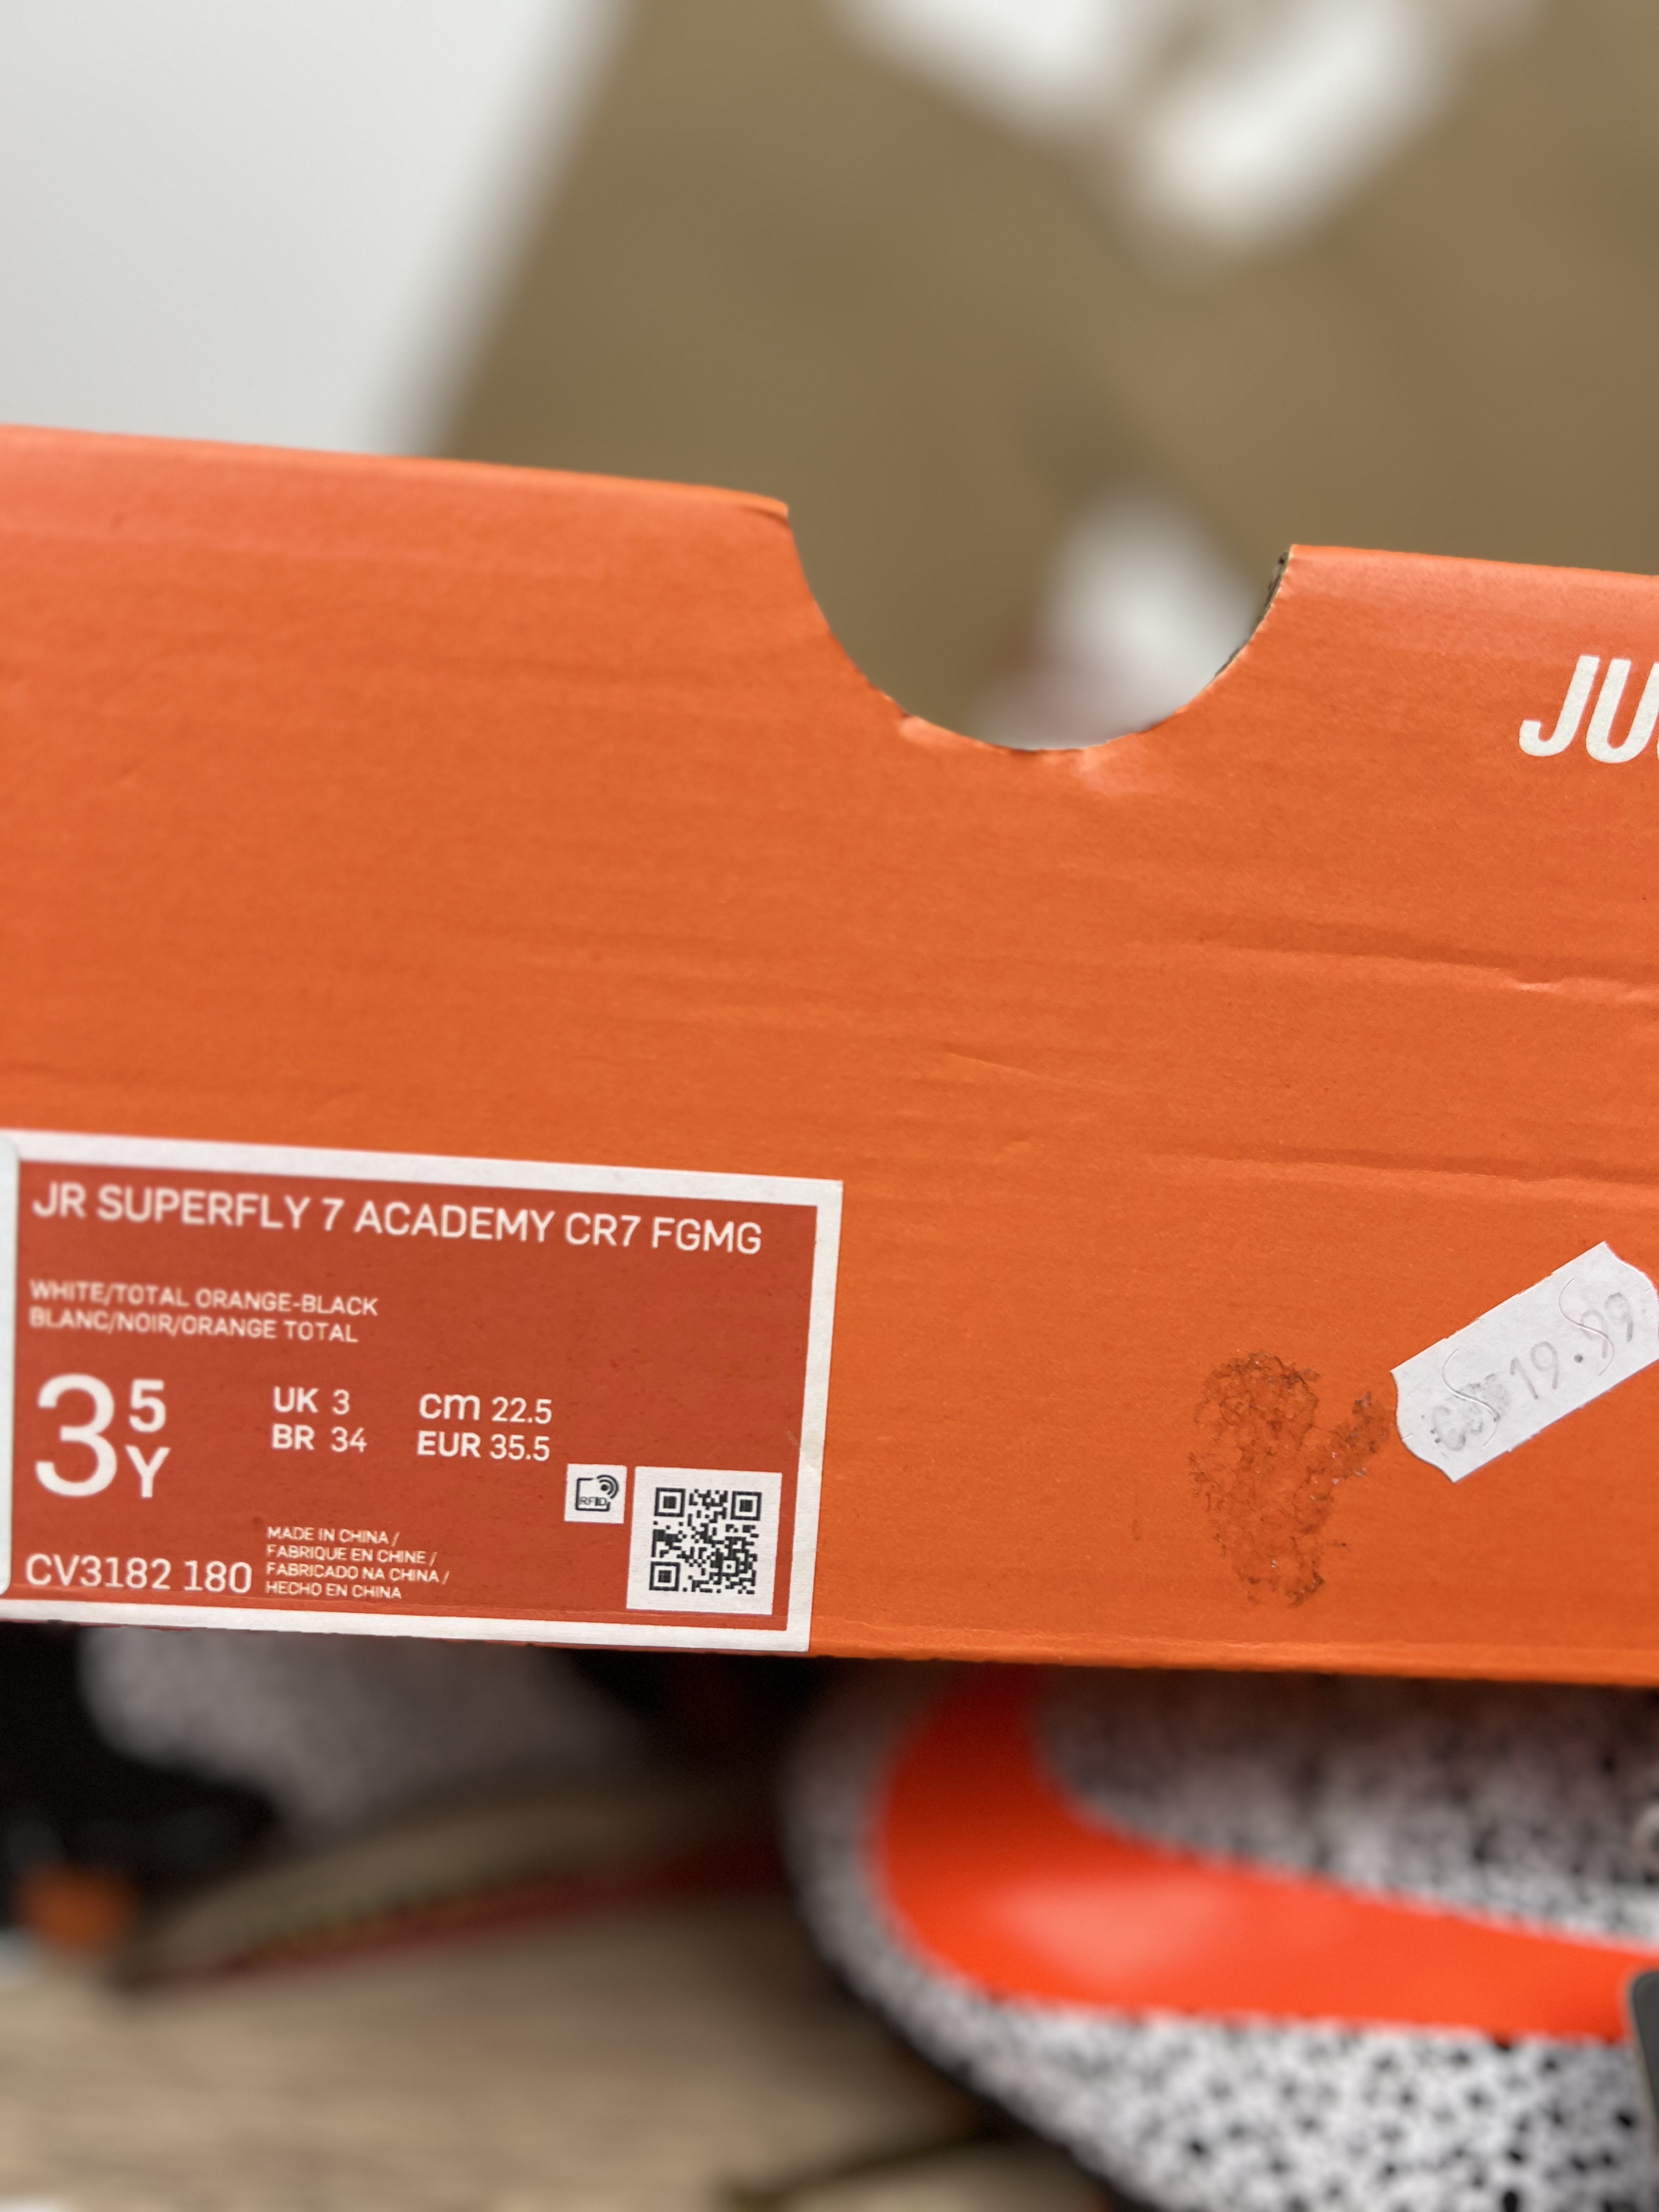 JU
JR SUPERFLY 7 ACADEMY CR7 FGMG
WHITE/TOTAL ORANGE-BLACK
BLANC/NOIR/ORANGE TOTAL
3 5 Y
UK 3 cm 22.5
BR 34 EUR 35.5
RFID
MADE IN CHINA /
FABRIQUE EN CHINE /
FABRICADO NA CHINA /
HECHO EN CHINA
CV3182 180
19.99